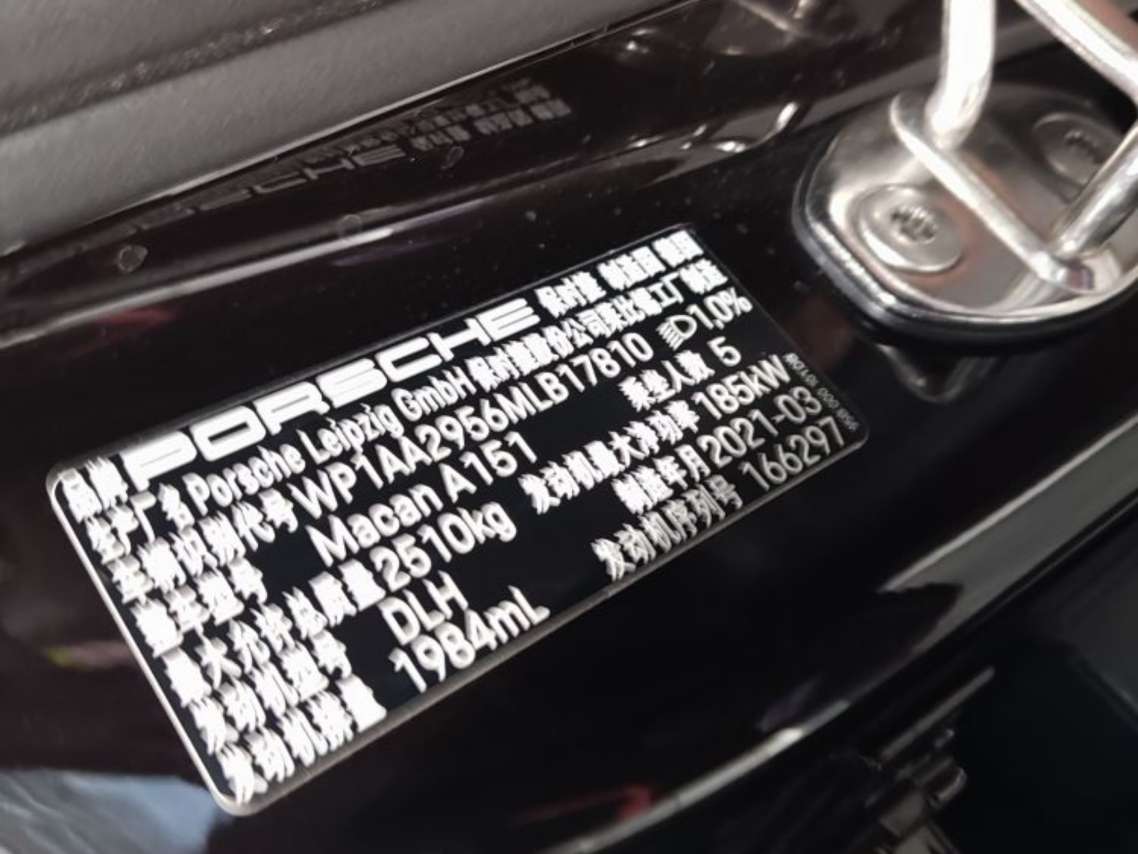 品牌 PORSCHE 保时捷 制造国 德国
生产厂名 Porsche Leipzig GmbH 保时捷股份公司莱比锡工厂制造
车辆识别代号 WP1AA2956MLB17810 1,0%
整车型号 Macan A151 乘坐人数 5
最大允许总质量 2510kg 发动机最大净功率 185kW
发动机型号 DLH 制造年月 2021-03
发动机排量 1984mL 发动机序列号 166297